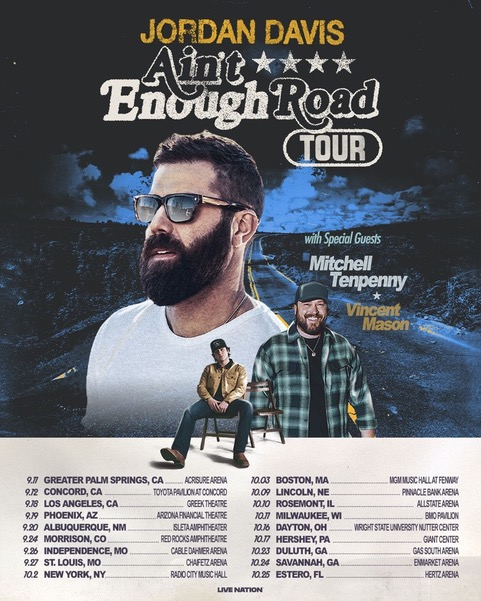 JORDAN DAVIS
Ain't
Enough Road
TOUR
with Special Guests
Mitchell
Tenpenny
Vincent
Mason
9.11 GREATER PALM SPRINGS, CA ACRISURE ARENA
9.12 CONCORD, CA TOYOTA PAVILION AT CONCORD
9.18 LOS ANGELES, CA GREEK THEATRE
9.19 PHOENIX, AZ ARIZONA FINANCIAL THEATRE
9.20 ALBUQUERQUE, NM ISLETA AMPHITHEATER
9.24 MORRISON, CO RED ROCKS AMPHITHEATRE
9.26 INDEPENDENCE, MO CABLE DAHMER ARENA
9.27 ST. LOUIS, MO CHAIFETZ ARENA
10.2 NEW YORK, NY RADIO CITY MUSIC HALL
10.03 BOSTON, MA MGM MUSIC HALL AT FENWAY
10.09 LINCOLN, NE PINNACLE BANK ARENA
10.10 ROSEMONT, IL ALLSTATE ARENA
10.11 MILWAUKEE, WI BMO PAVILION
10.16 DAYTON, OH WRIGHT STATE UNIVERSITY NUTTER CENTER
10.17 HERSHEY, PA GIANT CENTER
10.23 DULUTH, GA GAS SOUTH ARENA
10.24 SAVANNAH, GA ENMARKET ARENA
10.25 ESTERO, FL HERTZ ARENA
LIVE NATION